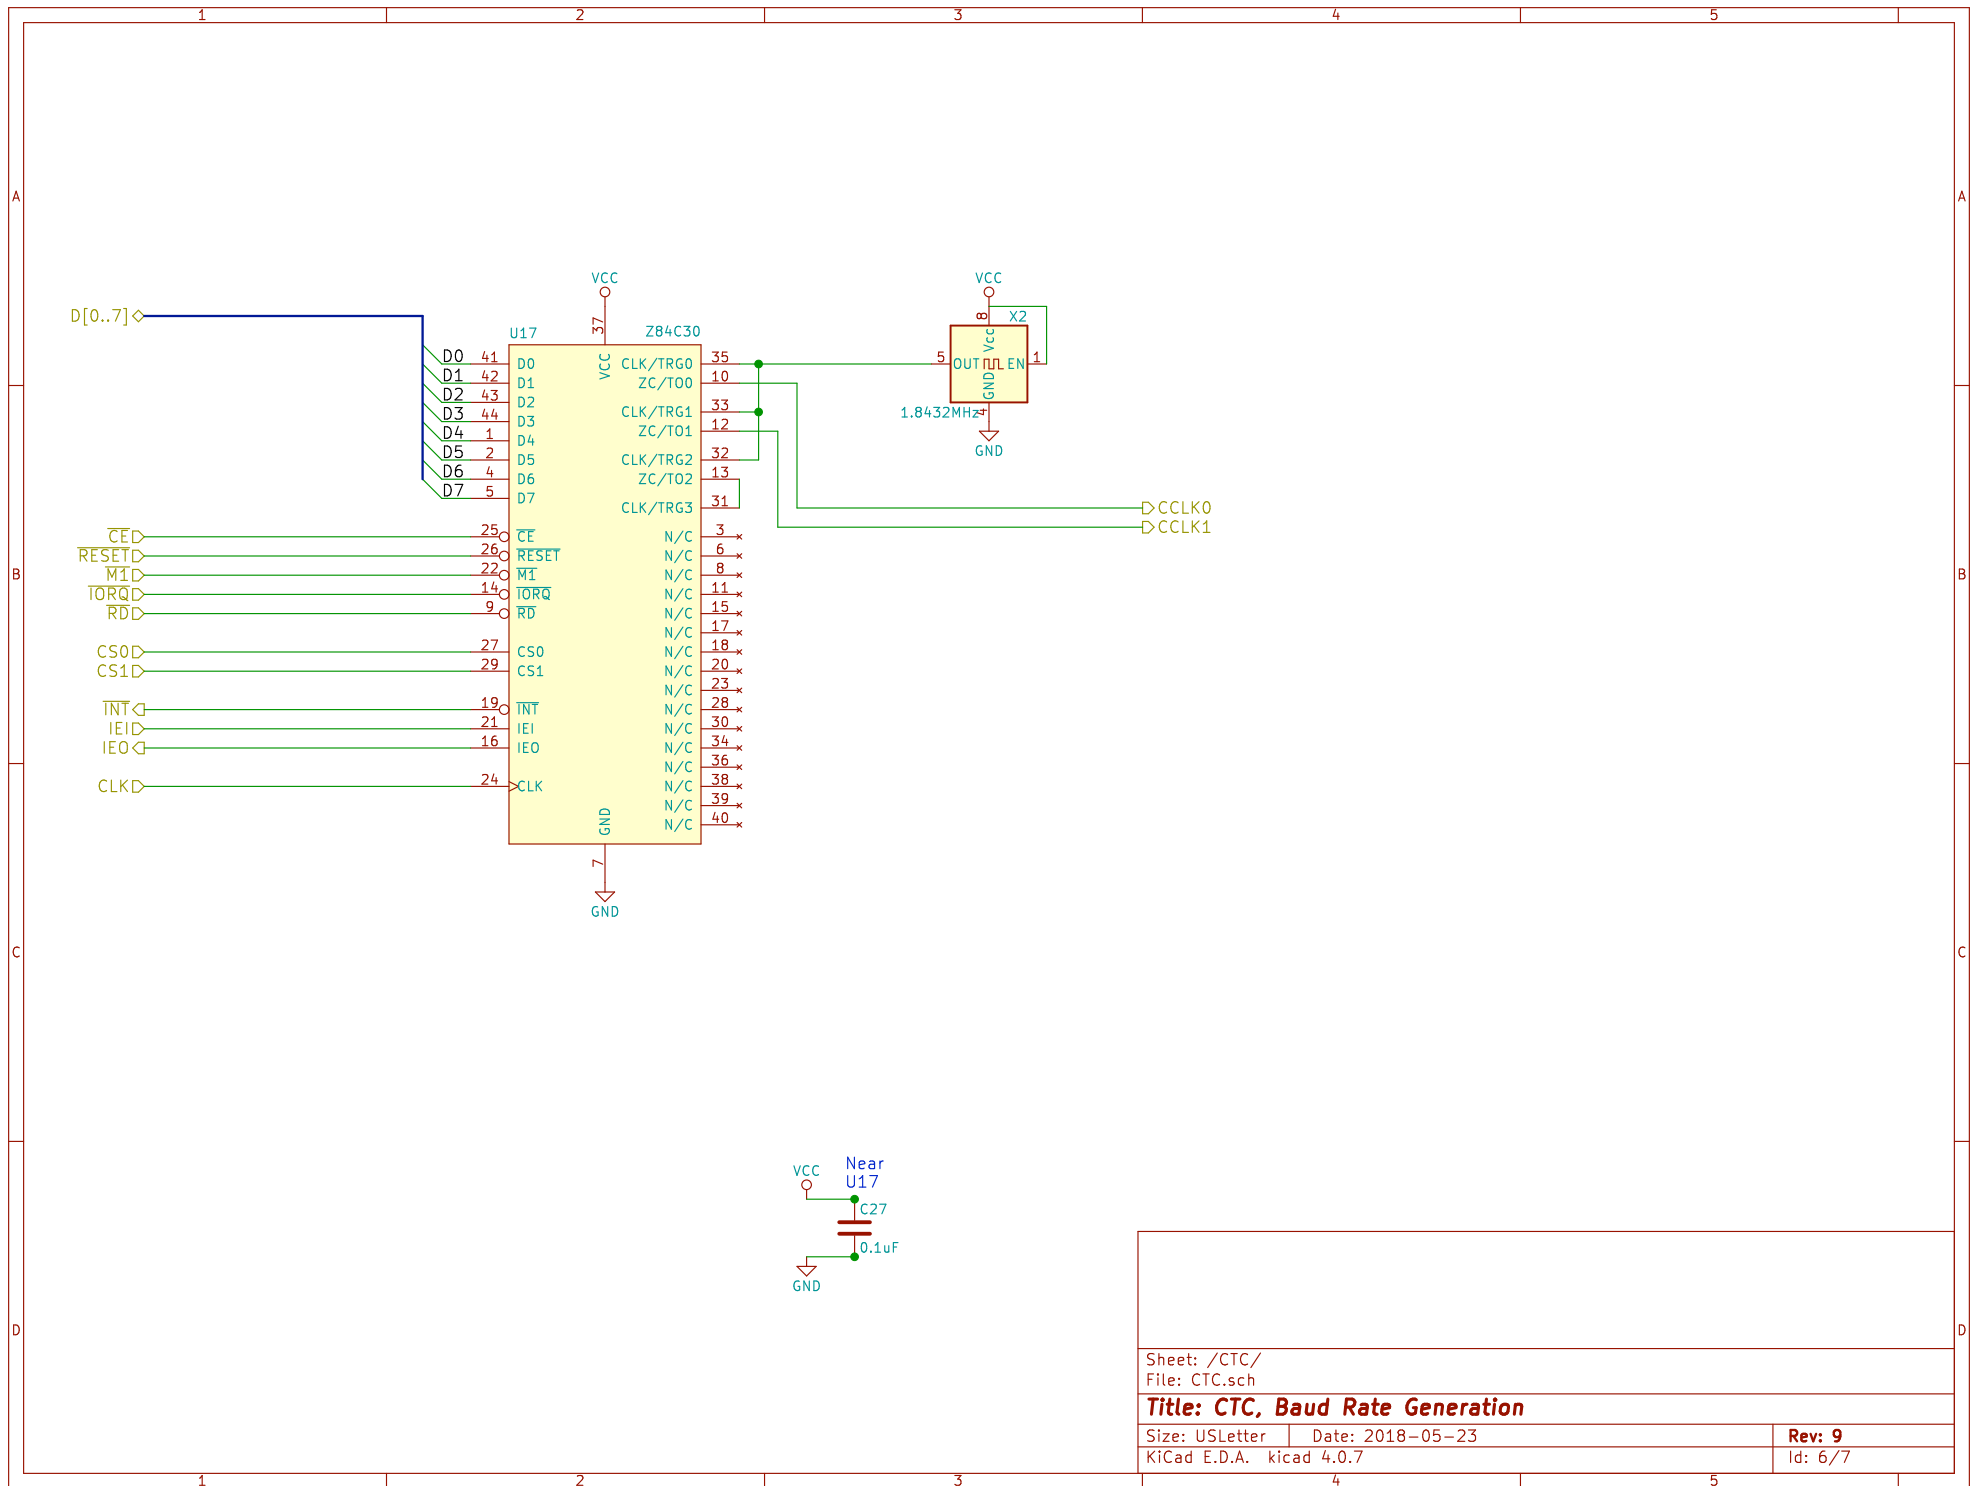 1 2 3 4 5
A A
VCC VCC
D[0..7]
U17 Z84C30
X2
37 VCC
8 Vcc
D0 41 D0 CLK/TRG0 35
5 OUT EN 1
D1 42 D1 ZC/TO0 10
GND 4
D2 43 D2
D3 44 D3 CLK/TRG1 33
1.8432MHz
D4 1 D4 ZC/TO1 12
GND
D5 2 D5 CLK/TRG2 32
D6 4 D6 ZC/TO2 13
D7 5 D7
CLK/TRG3 31
CCLK0
CCLK1
CE 25 CE N/C 3
RESET 26 RESET N/C 6
B M1 22 M1 N/C 8 B
IORQ 14 IORQ N/C 11
RD 9 RD N/C 15
N/C 17
CS0 27 CS0 N/C 18
CS1 29 CS1 N/C 20
N/C 23
INT 19 INT N/C 28
IEI 21 IEI N/C 30
IEO 16 IEO N/C 34
N/C 36
CLK 24 CLK N/C 38
N/C 39
GND N/C 40
7
GND
C C
Near
U17
VCC
C27
0.1uF
GND
D D
Sheet: /CTC/
File: CTC.sch
Title: CTC, Baud Rate Generation
Size: USLetter Date: 2018-05-23 Rev: 9
KiCad E.D.A. kicad 4.0.7 Id: 6/7
1 2 3 4 5